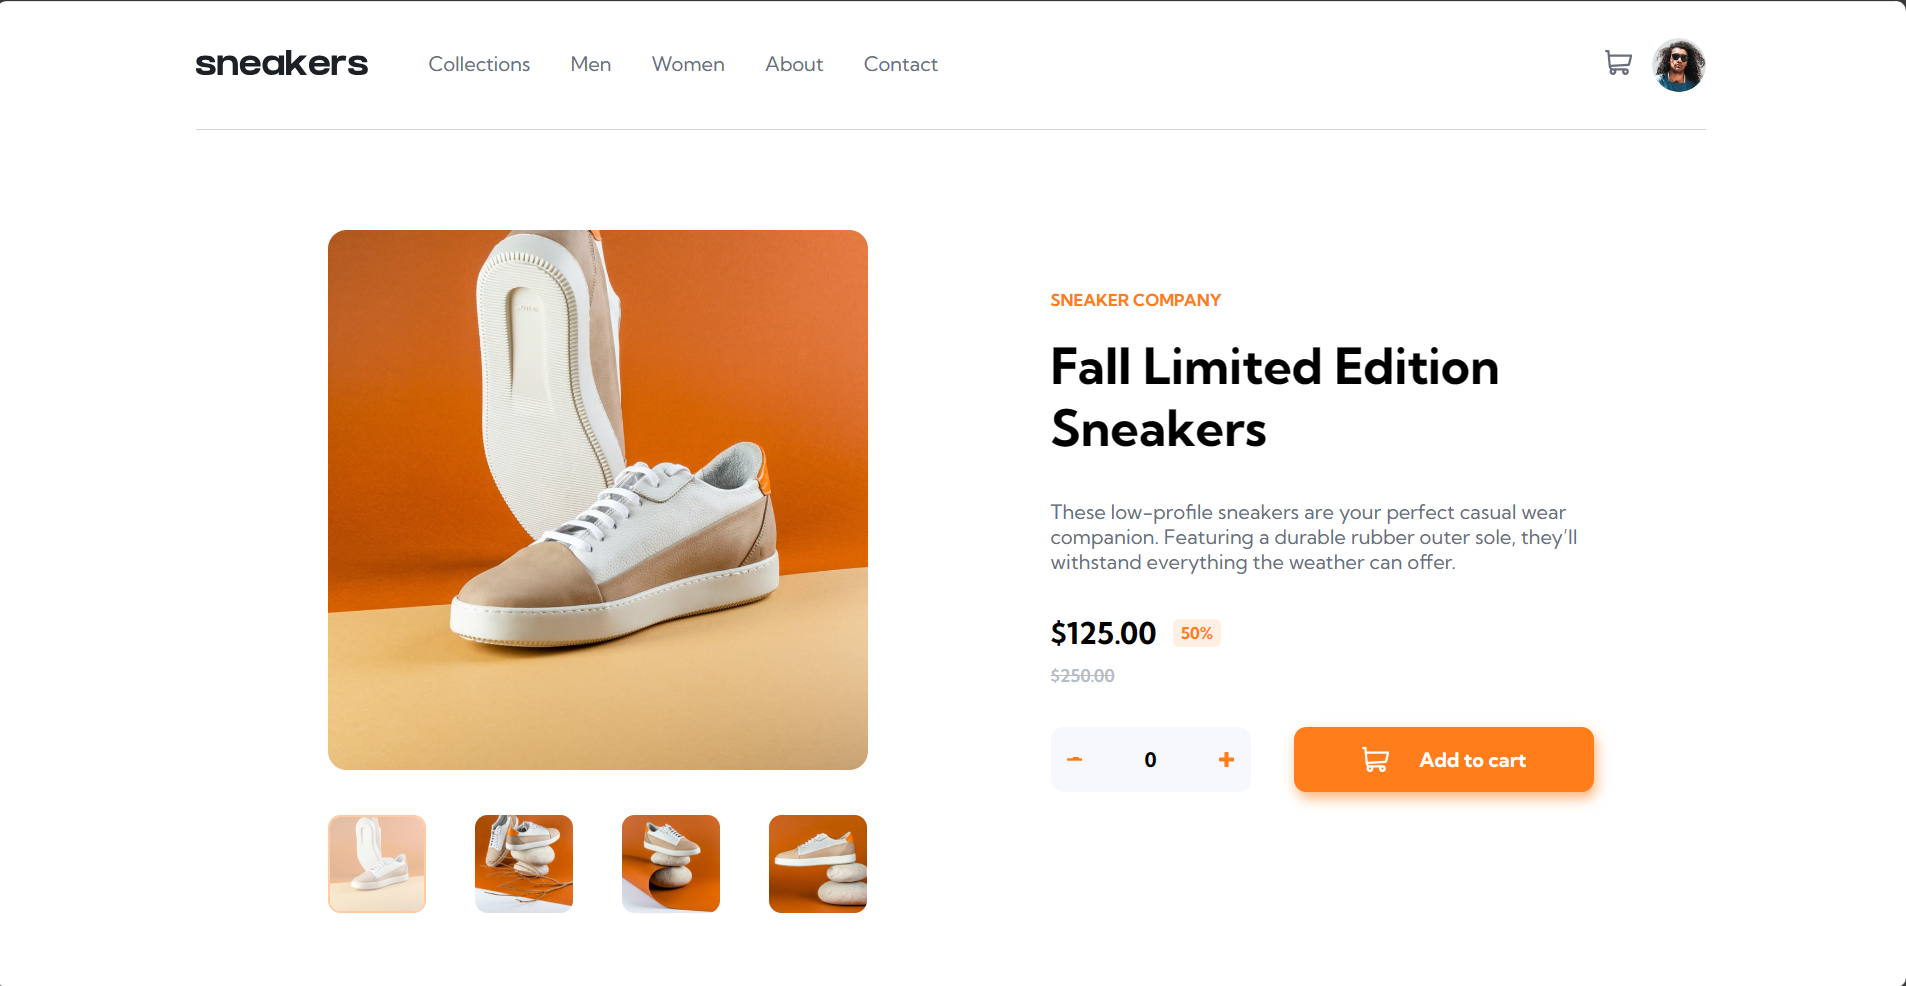 sneakers
Collections
Men
Women
About
Contact
SNEAKER COMPANY
Fall Limited Edition
Sneakers
These low-profile sneakers are your perfect casual wear
companion. Featuring a durable rubber outer sole, they’ll
withstand everything the weather can offer.
$125.00
50%
$250.00
0
Add to cart